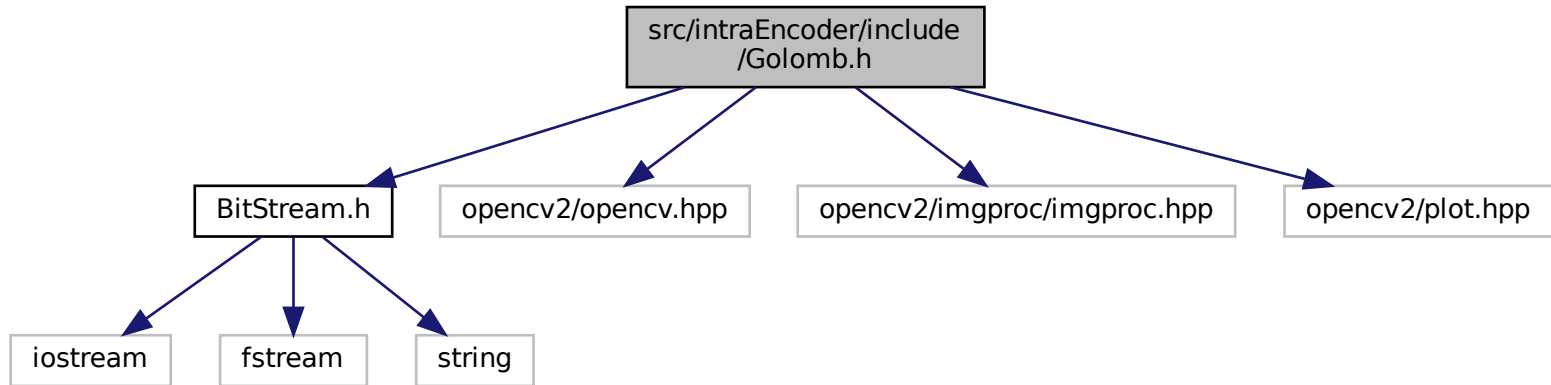 src/intraEncoder/include
/Golomb.h
BitStream.h
opencv2/opencv.hpp
opencv2/imgproc/imgproc.hpp
opencv2/plot.hpp
iostream
fstream
string